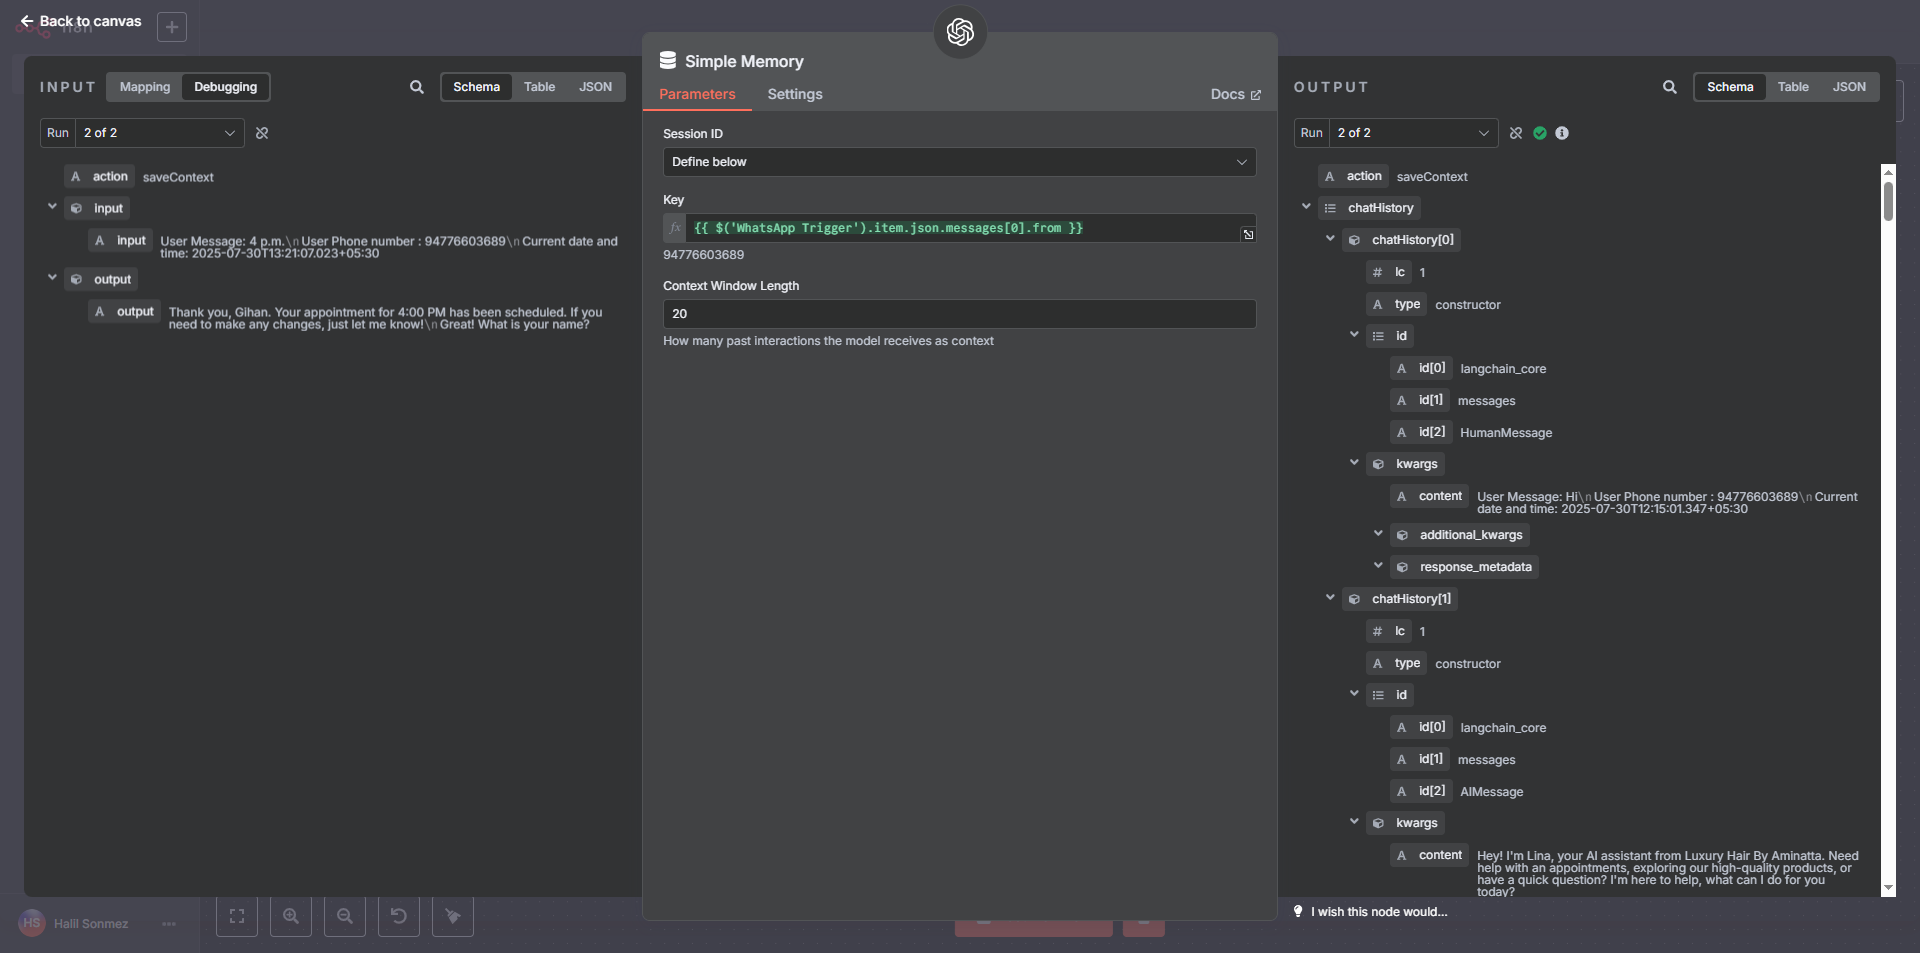 Back to canvas
INPUT
Mapping
Debugging
Schema
Table
JSON
Run
2 of 2
A action saveContext
input
A input User Message: 4 p.m.\n User Phone number : 94776603689\n Current date and
time: 2025-07-30T13:21:07.023+05:30
output
A output Thank you, Gihan. Your appointment for 4:00 PM has been scheduled. If you
need to make any changes, just let me know!\n Great! What is your name?
Simple Memory
Parameters
Settings
Docs
Session ID
Define below
Key
fx {{ $('WhatsApp Trigger').item.json.messages[0].from }}
94776603689
Context Window Length
20
How many past interactions the model receives as context
OUTPUT
Schema
Table
JSON
Run
2 of 2
A action saveContext
chatHistory
chatHistory[0]
# lc 1
A type constructor
id
A id[0] langchain_core
A id[1] messages
A id[2] HumanMessage
kwargs
A content User Message: Hi\n User Phone number : 94776603689\n Current
date and time: 2025-07-30T12:15:01.347+05:30
additional_kwargs
response_metadata
chatHistory[1]
# lc 1
A type constructor
id
A id[0] langchain_core
A id[1] messages
A id[2] AIMessage
kwargs
A content Hey! I'm Lina, your AI assistant from Luxury Hair By Aminatta. Need
help with an appointments, exploring our high-quality products, or
have a quick question? I'm here to help, what can I do for you
today?
I wish this node would...
HS Halil Sonmez